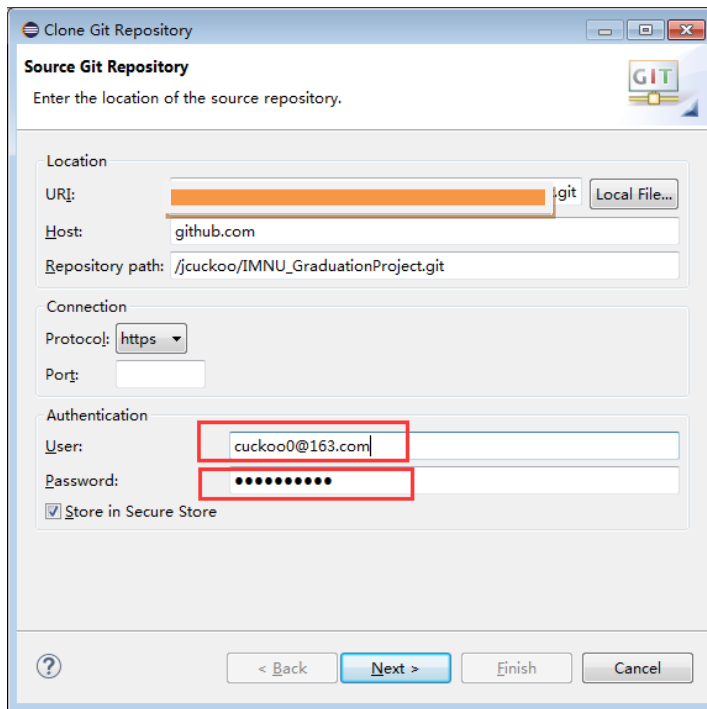 Clone Git Repository
Source Git Repository
Enter the location of the source repository.
GIT
Location
URI: .git Local File...
Host: github.com
Repository path: /jcuckoo/IMNU_GraduationProject.git
Connection
Protocol: https
Port:
Authentication
User: cuckoo0@163.com
Password: ●●●●●●●●●●
Store in Secure Store
? < Back Next > Finish Cancel